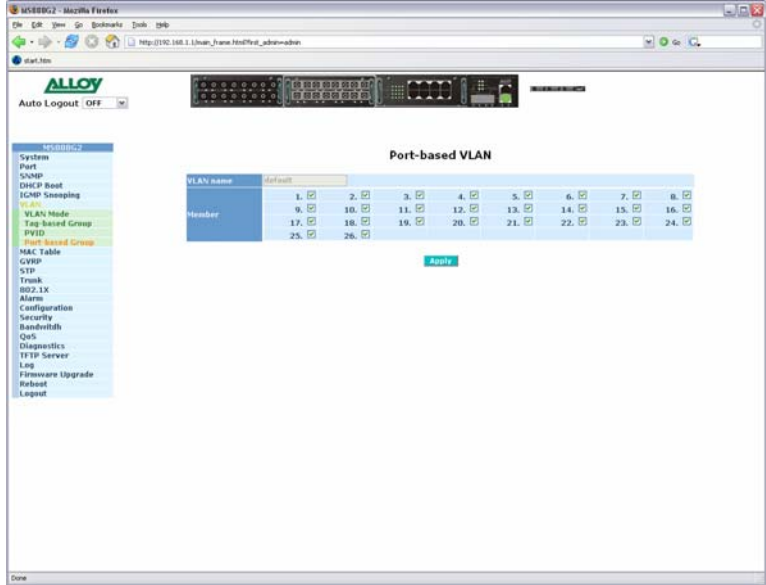 MS808G2 - Mozilla Firefox
File Edit View Go Bookmarks Tools Help
http://192.168.1.1/main_frame.htm?first_admin=admin
Go
start.htm
ALLOY
Auto Logout OFF
System
Port
SNMP
DHCP Boot
IGMP Snooping
VLAN
VLAN Mode
Tag-based Group
PVID
Port-based Group
MAC Table
GVRP
STP
Trunk
802.1X
Alarm
Configuration
Security
Bandwitdh
QoS
Diagnostics
TFTP Server
Log
Firmware Upgrade
Reboot
Logout
Port-based VLAN
VLAN name default
Member
1. 2. 3. 4. 5. 6. 7. 8.
9. 10. 11. 12. 13. 14. 15. 16.
17. 18. 19. 20. 21. 22. 23. 24.
25. 26.
Apply
Done